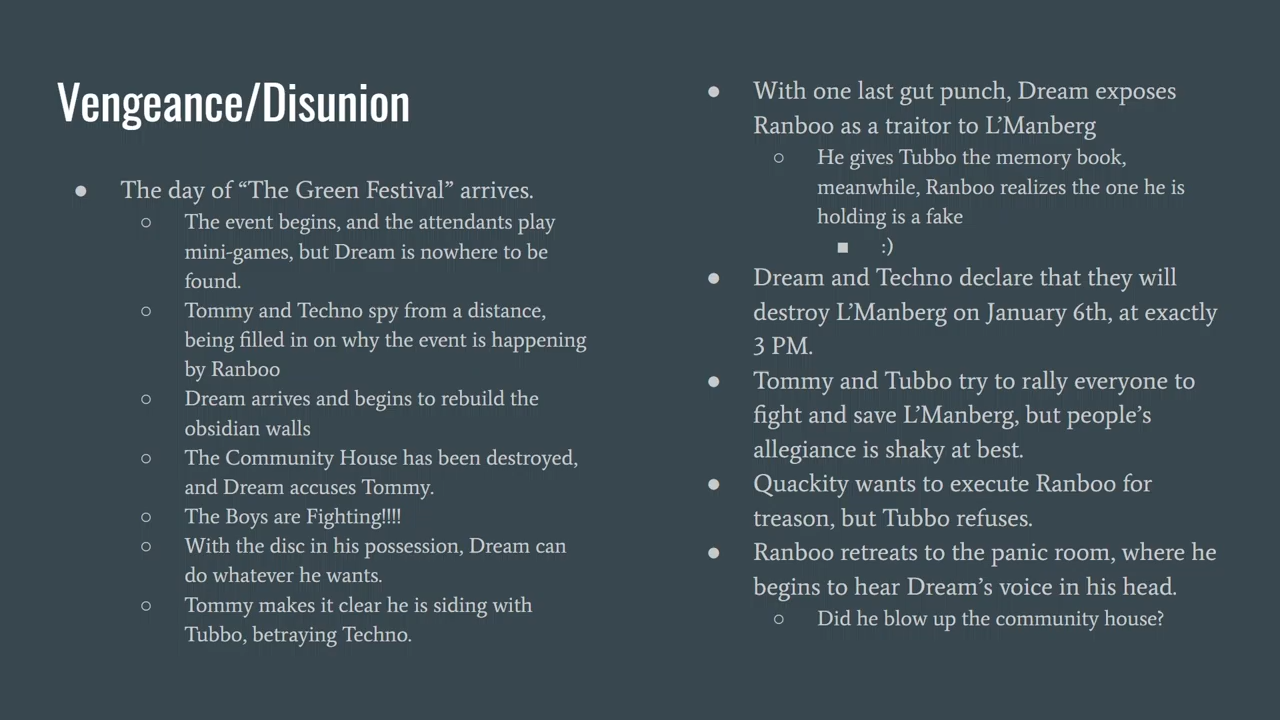 Vengeance/Disunion
● The day of “The Green Festival” arrives.
○ The event begins, and the attendants play
mini-games, but Dream is nowhere to be
found.
○ Tommy and Techno spy from a distance,
being filled in on why the event is happening
by Ranboo
○ Dream arrives and begins to rebuild the
obsidian walls
○ The Community House has been destroyed,
and Dream accuses Tommy.
○ The Boys are Fighting!!!!
○ With the disc in his possession, Dream can
do whatever he wants.
○ Tommy makes it clear he is siding with
Tubbo, betraying Techno.
● With one last gut punch, Dream exposes
Ranboo as a traitor to L’Manberg
○ He gives Tubbo the memory book,
meanwhile, Ranboo realizes the one he is
holding is a fake
■ :)
● Dream and Techno declare that they will
destroy L’Manberg on January 6th, at exactly
3 PM.
● Tommy and Tubbo try to rally everyone to
fight and save L’Manberg, but people’s
allegiance is shaky at best.
● Quackity wants to execute Ranboo for
treason, but Tubbo refuses.
● Ranboo retreats to the panic room, where he
begins to hear Dream’s voice in his head.
○ Did he blow up the community house?